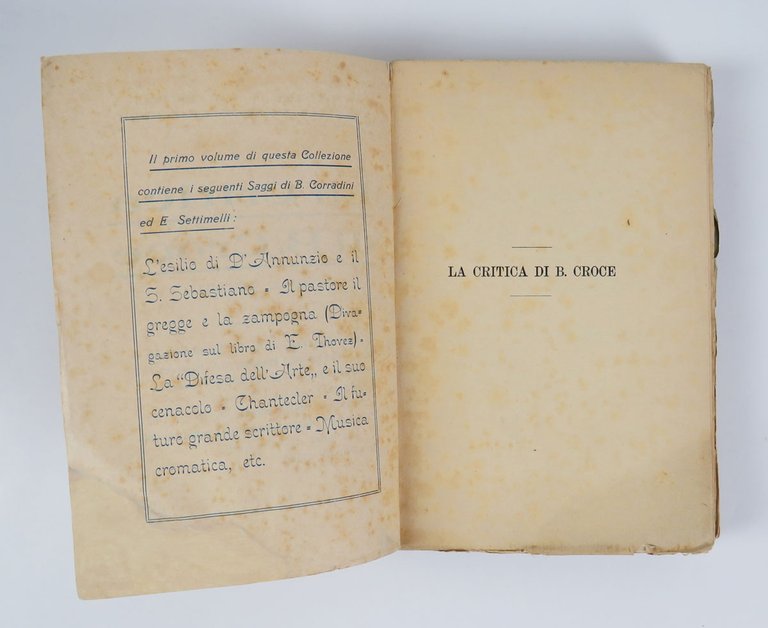 Il primo volume di questa Collezione
contiene i seguenti Saggi di B. Corradini
ed E Settimelli:
L'esilio di D'Annunzio e il
S. Sebastiano = Il pastore il
gregge e la zampogna (Diva=
gazione sul libro di E. Thovez) =
La "Difesa dell'Arte,, e il suo
cenacolo = Chantecler = Il fu=
turo grande scrittore = Musica
cromatica, etc.
LA CRITICA DI B. CROCE